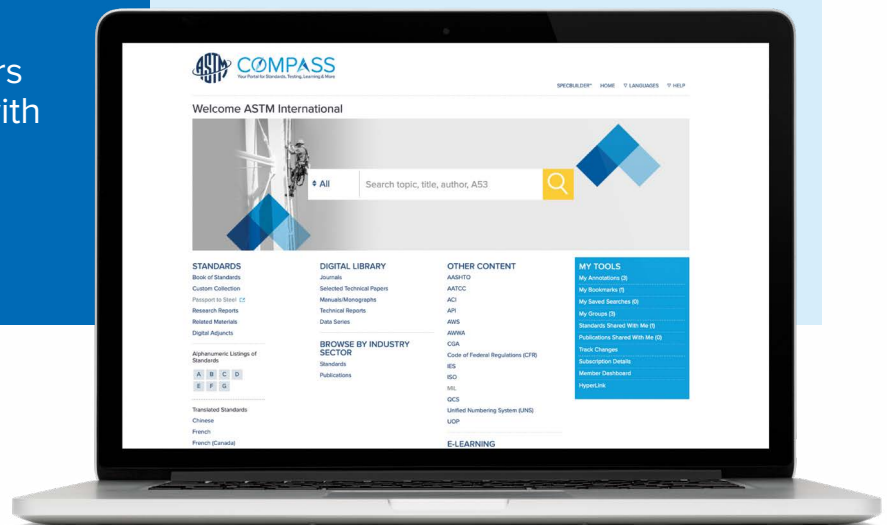 rs
ith
ASTM COMPASS
Your Portal for Standards, Testing, Learning & More
SPECBUILDER™ HOME ▽ LANGUAGES ▽ HELP
Welcome ASTM International
All
Search topic, title, author, A53
STANDARDS
Book of Standards
Custom Collection
Passport to Steel
Research Reports
Related Materials
Digital Adjuncts
Alphanumeric Listings of
Standards
A B C D
E F G
Translated Standards
Chinese
French
French (Canada)
DIGITAL LIBRARY
Journals
Selected Technical Papers
Manuals/Monographs
Technical Reports
Data Series
BROWSE BY INDUSTRY
SECTOR
Standards
Publications
OTHER CONTENT
AASHTO
AATCC
ACI
API
AWS
AWWA
CGA
Code of Federal Regulations (CFR)
IES
ISO
MIL
QCS
Unified Numbering System (UNS)
UOP
E-LEARNING
MY TOOLS
My Annotations (3)
My Bookmarks (1)
My Saved Searches (0)
My Groups (3)
Standards Shared With Me (1)
Publications Shared With Me (0)
Track Changes
Subscription Details
Member Dashboard
HyperLink